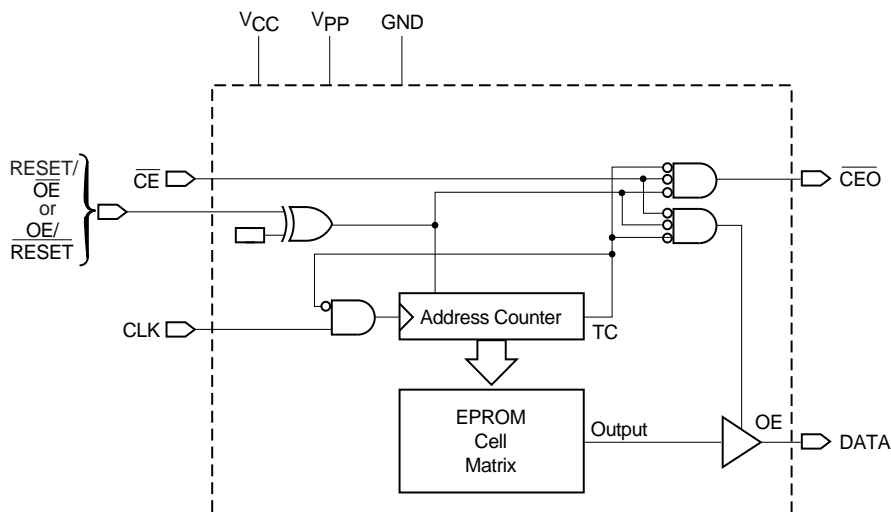 VCC VPP GND
RESET/
OE
or
OE/
RESET
CE
CEO
CLK
Address Counter
TC
EPROM
Cell
Matrix
Output
OE
DATA